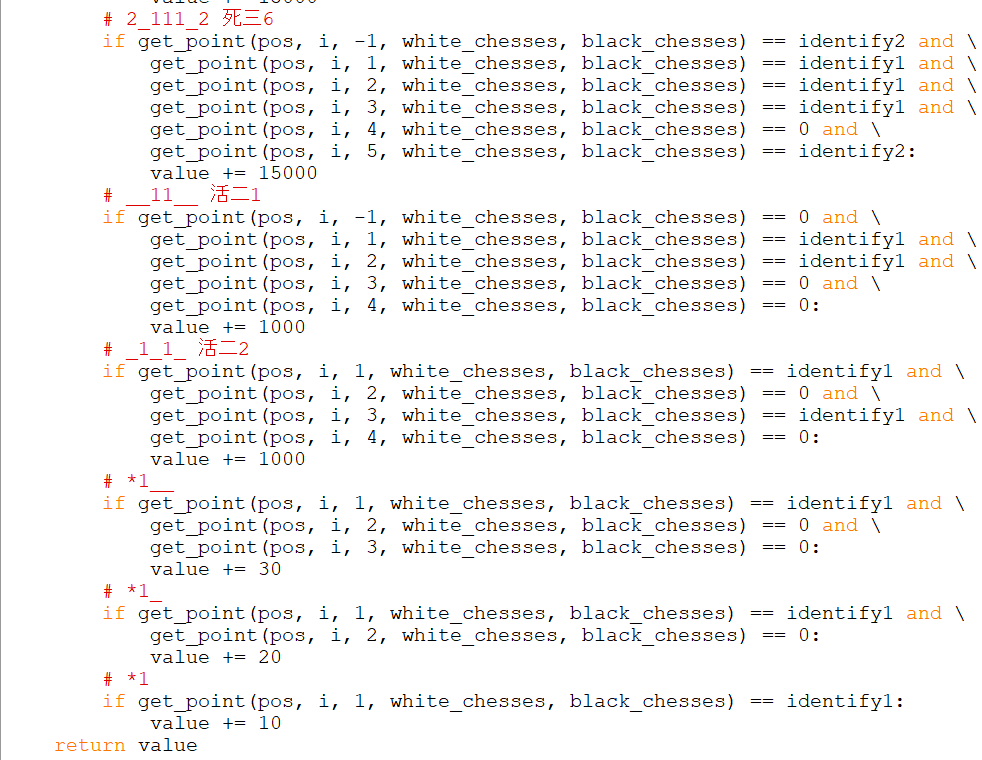 # 2_111_2 死三6
if get_point(pos, i, -1, white_chesses, black_chesses) == identify2 and \
get_point(pos, i, 1, white_chesses, black_chesses) == identify1 and \
get_point(pos, i, 2, white_chesses, black_chesses) == identify1 and \
get_point(pos, i, 3, white_chesses, black_chesses) == identify1 and \
get_point(pos, i, 4, white_chesses, black_chesses) == 0 and \
get_point(pos, i, 5, white_chesses, black_chesses) == identify2:
value += 15000
# __11__ 活二1
if get_point(pos, i, -1, white_chesses, black_chesses) == 0 and \
get_point(pos, i, 1, white_chesses, black_chesses) == identify1 and \
get_point(pos, i, 2, white_chesses, black_chesses) == identify1 and \
get_point(pos, i, 3, white_chesses, black_chesses) == 0 and \
get_point(pos, i, 4, white_chesses, black_chesses) == 0:
value += 1000
# _1_1_ 活二2
if get_point(pos, i, 1, white_chesses, black_chesses) == identify1 and \
get_point(pos, i, 2, white_chesses, black_chesses) == 0 and \
get_point(pos, i, 3, white_chesses, black_chesses) == identify1 and \
get_point(pos, i, 4, white_chesses, black_chesses) == 0:
value += 1000
# *1__
if get_point(pos, i, 1, white_chesses, black_chesses) == identify1 and \
get_point(pos, i, 2, white_chesses, black_chesses) == 0 and \
get_point(pos, i, 3, white_chesses, black_chesses) == 0:
value += 30
# *1_
if get_point(pos, i, 1, white_chesses, black_chesses) == identify1 and \
get_point(pos, i, 2, white_chesses, black_chesses) == 0:
value += 20
# *1
if get_point(pos, i, 1, white_chesses, black_chesses) == identify1:
value += 10
return value